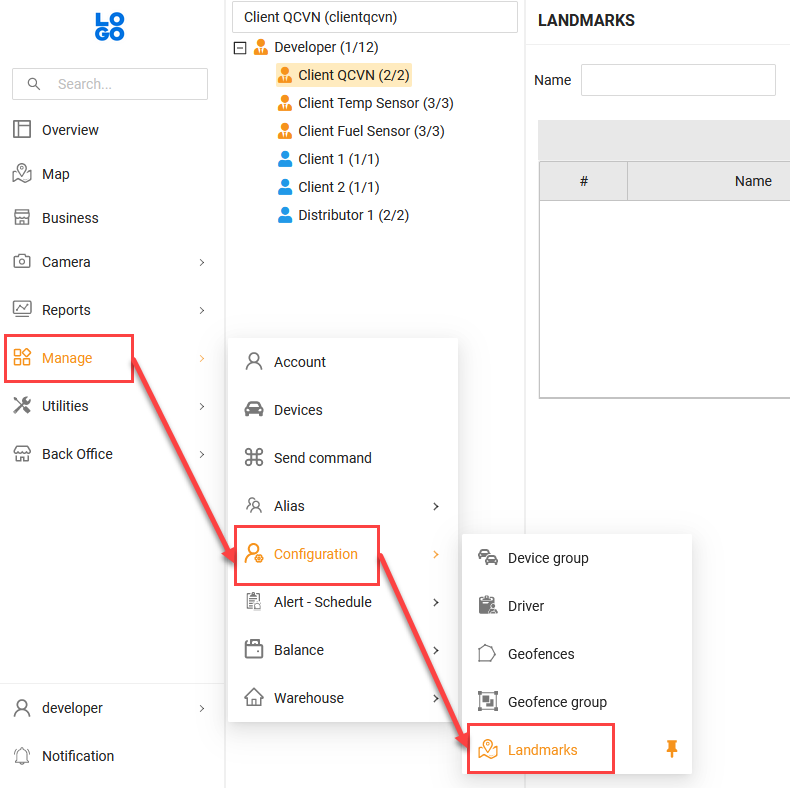 LO
GO
Search...
Overview
Map
Business
Camera
Reports
Manage
Utilities
Back Office
developer
Notification
Client QCVN (clientqcvn)
Developer (1/12)
Client QCVN (2/2)
Client Temp Sensor (3/3)
Client Fuel Sensor (3/3)
Client 1 (1/1)
Client 2 (1/1)
Distributor 1 (2/2)
Account
Devices
Send command
Alias
Configuration
Alert - Schedule
Balance
Warehouse
Device group
Driver
Geofences
Geofence group
Landmarks
LANDMARKS
Name
# Name